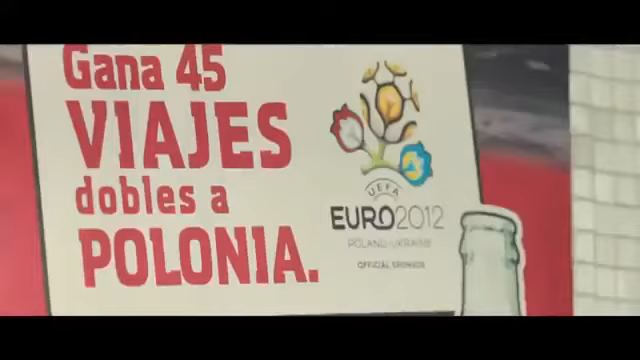 Gana 45
VIAJES
dobles a
POLONIA.
UEFA
EURO2012
POLAND-UKRAINE
OFFICIAL SPONSOR